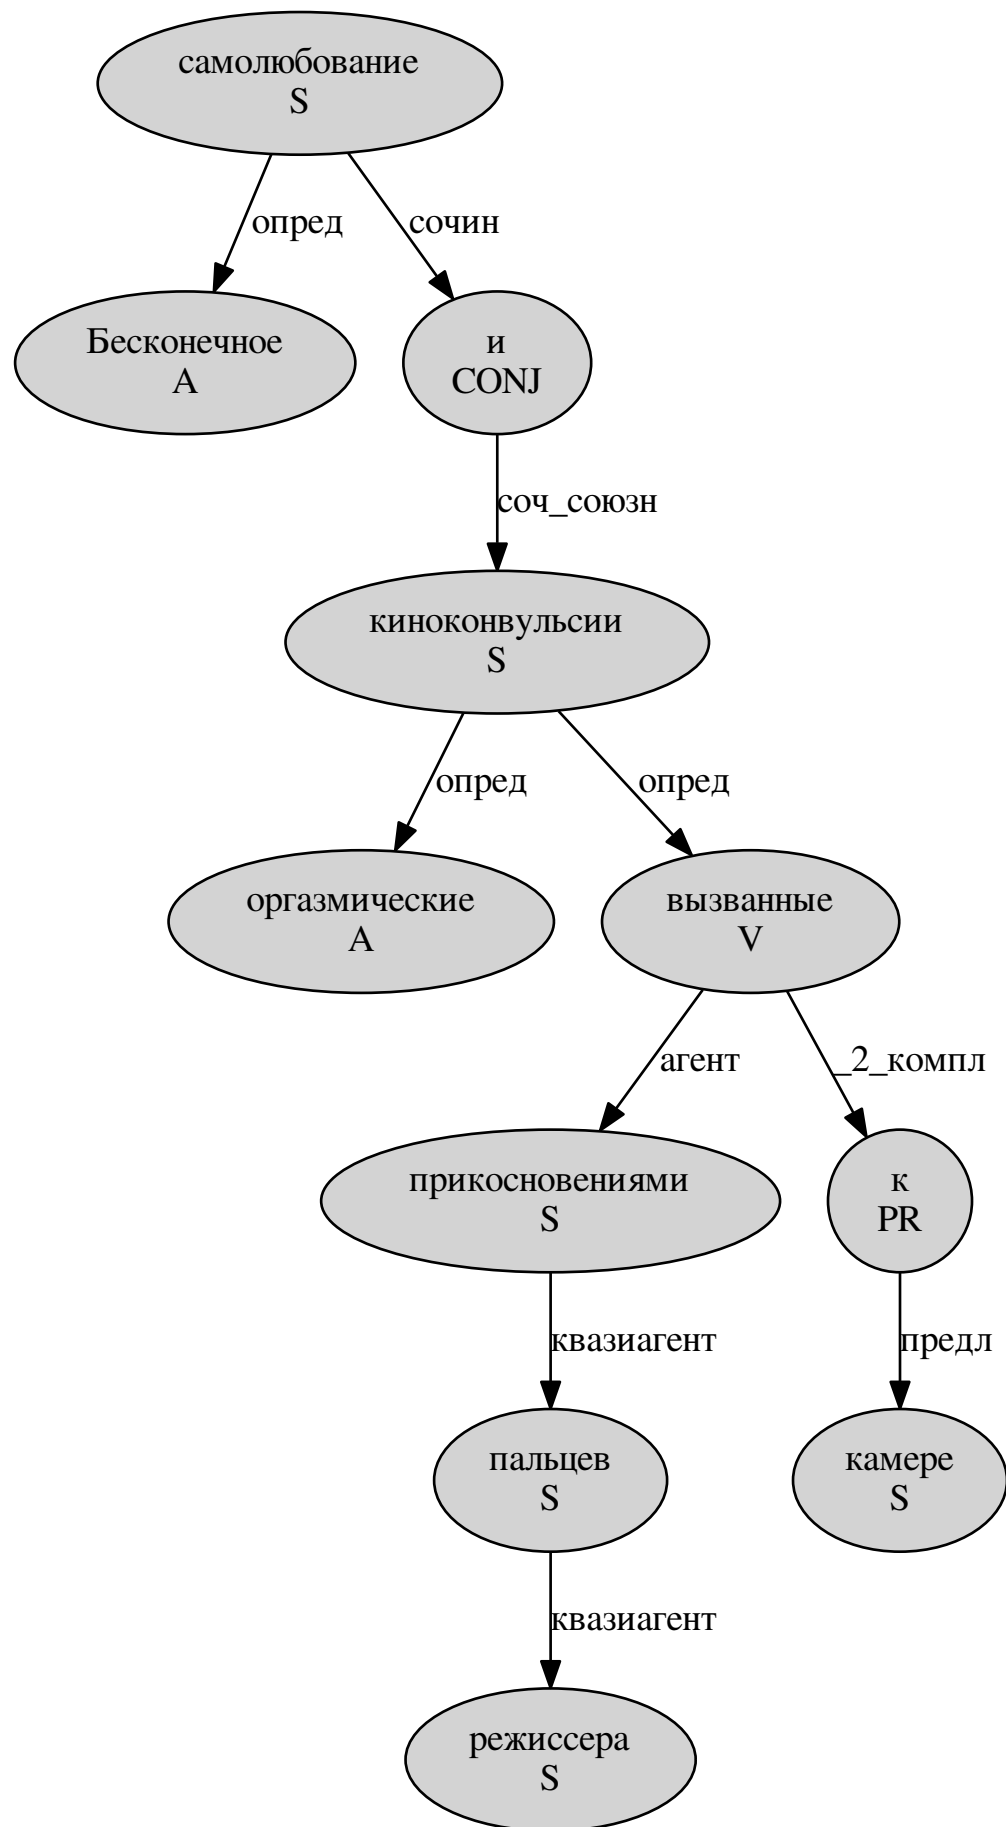 самолюбование
S
опред
сочин
Бесконечное
A
и
CONJ
соч_союзн
киноконвульсии
S
опред
опред
оргазмические
A
вызванные
V
агент
_2_компл
прикосновениями
S
к
PR
квазиагент
предл
пальцев
S
камере
S
квазиагент
режиссера
S